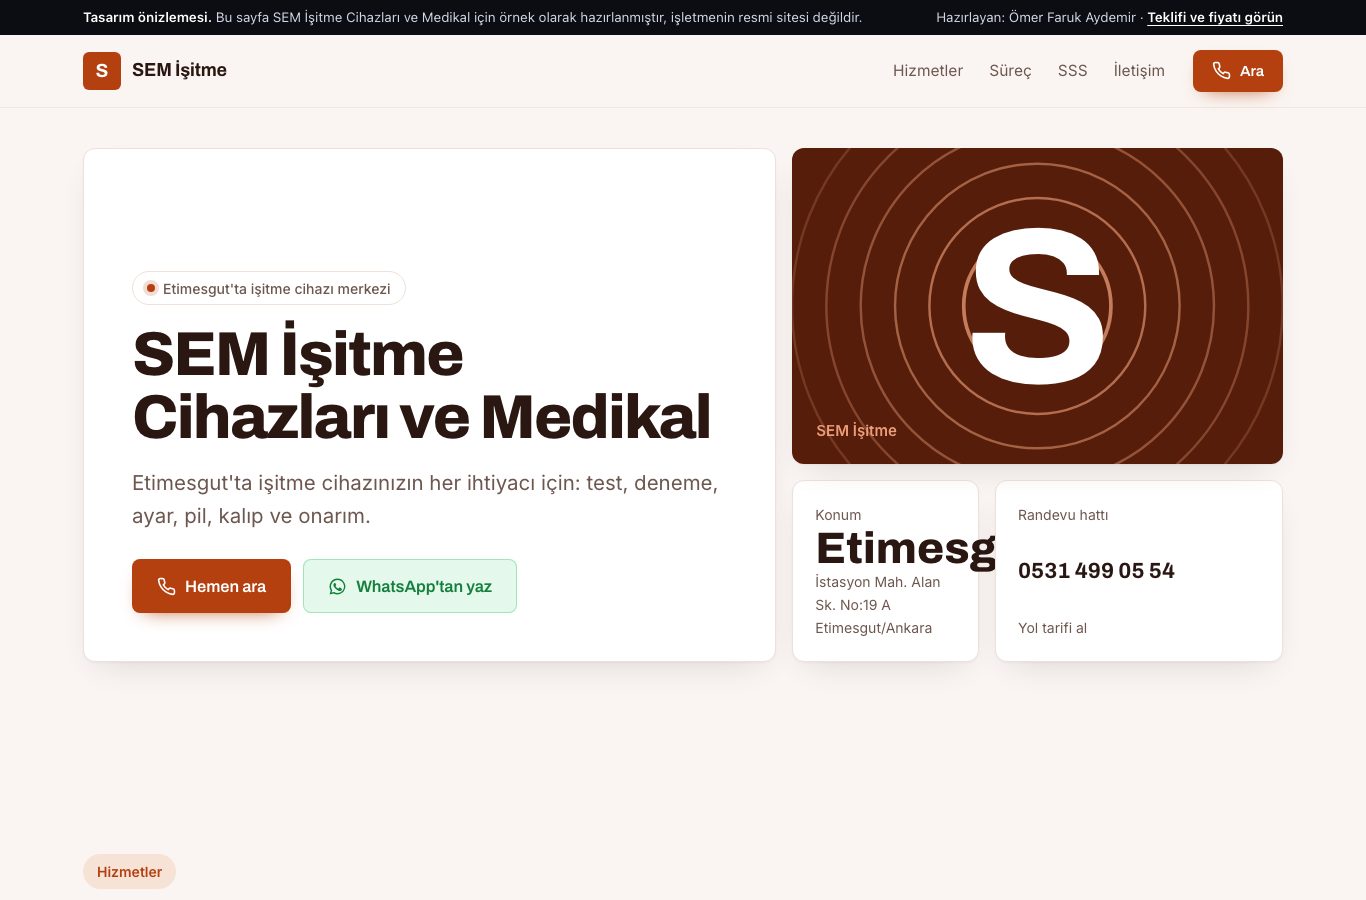 Tasarım önizlemesi. Bu sayfa SEM İşitme Cihazları ve Medikal için örnek olarak hazırlanmıştır, işletmenin resmi sitesi değildir.
Hazırlayan: Ömer Faruk Aydemir · Teklifi ve fiyatı görün
S
SEM İşitme
Hizmetler
Süreç
SSS
İletişim
Ara
Etimesgut'ta işitme cihazı merkezi
SEM İşitme
Cihazları ve Medikal
Etimesgut'ta işitme cihazınızın her ihtiyacı için: test, deneme,
ayar, pil, kalıp ve onarım.
Hemen ara
WhatsApp'tan yaz
S
SEM İşitme
Konum
Etimesg
İstasyon Mah. Alan
Sk. No:19 A
Etimesgut/Ankara
Randevu hattı
0531 499 05 54
Yol tarifi al
Hizmetler